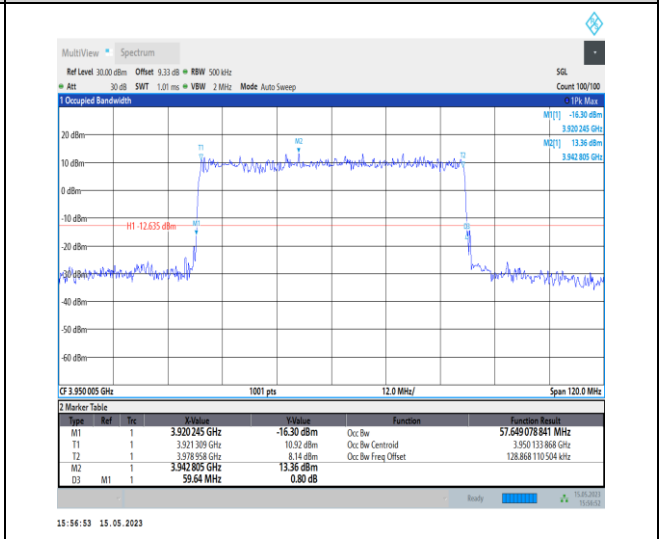 MultiView Spectrum
Ref Level 30.00 dBm Offset 9.33 dB RBW 500 kHz SGL
Att 30 dB SWT 1.01 ms VBW 2 MHz Mode Auto Sweep Count 100/100
1 Occupied Bandwidth 1Pk Max
M1[1] -16.30 dBm
3.920 245 GHz
M2[1] 13.36 dBm
3.942 805 GHz
20 dBm
M2
T1
10 dBm
0 dBm
-10 dBm
H1 -12.635 dBm
M1
D3
-40 dBm
-50 dBm
-60 dBm
CF 3.950 005 GHz 1001 pts 12.0 MHz/ Span 120.0 MHz
2 Marker Table
Type Ref Trc X-Value Y-Value Function Function Result
M1 1 3.920 245 GHz -16.30 dBm Occ Bw 57.649 078 841 MHz
T1 1 3.921 309 GHz 10.92 dBm Occ Bw Centroid 3.950 133 868 GHz
T2 1 3.978 958 GHz 8.14 dBm Occ Bw Freq Offset 128.868 110 504 kHz
M2 1 3.942 805 GHz 13.36 dBm
D3 M1 1 59.64 MHz 0.80 dB
Ready 15.05.2023
15:56:52
15:56:53 15.05.2023